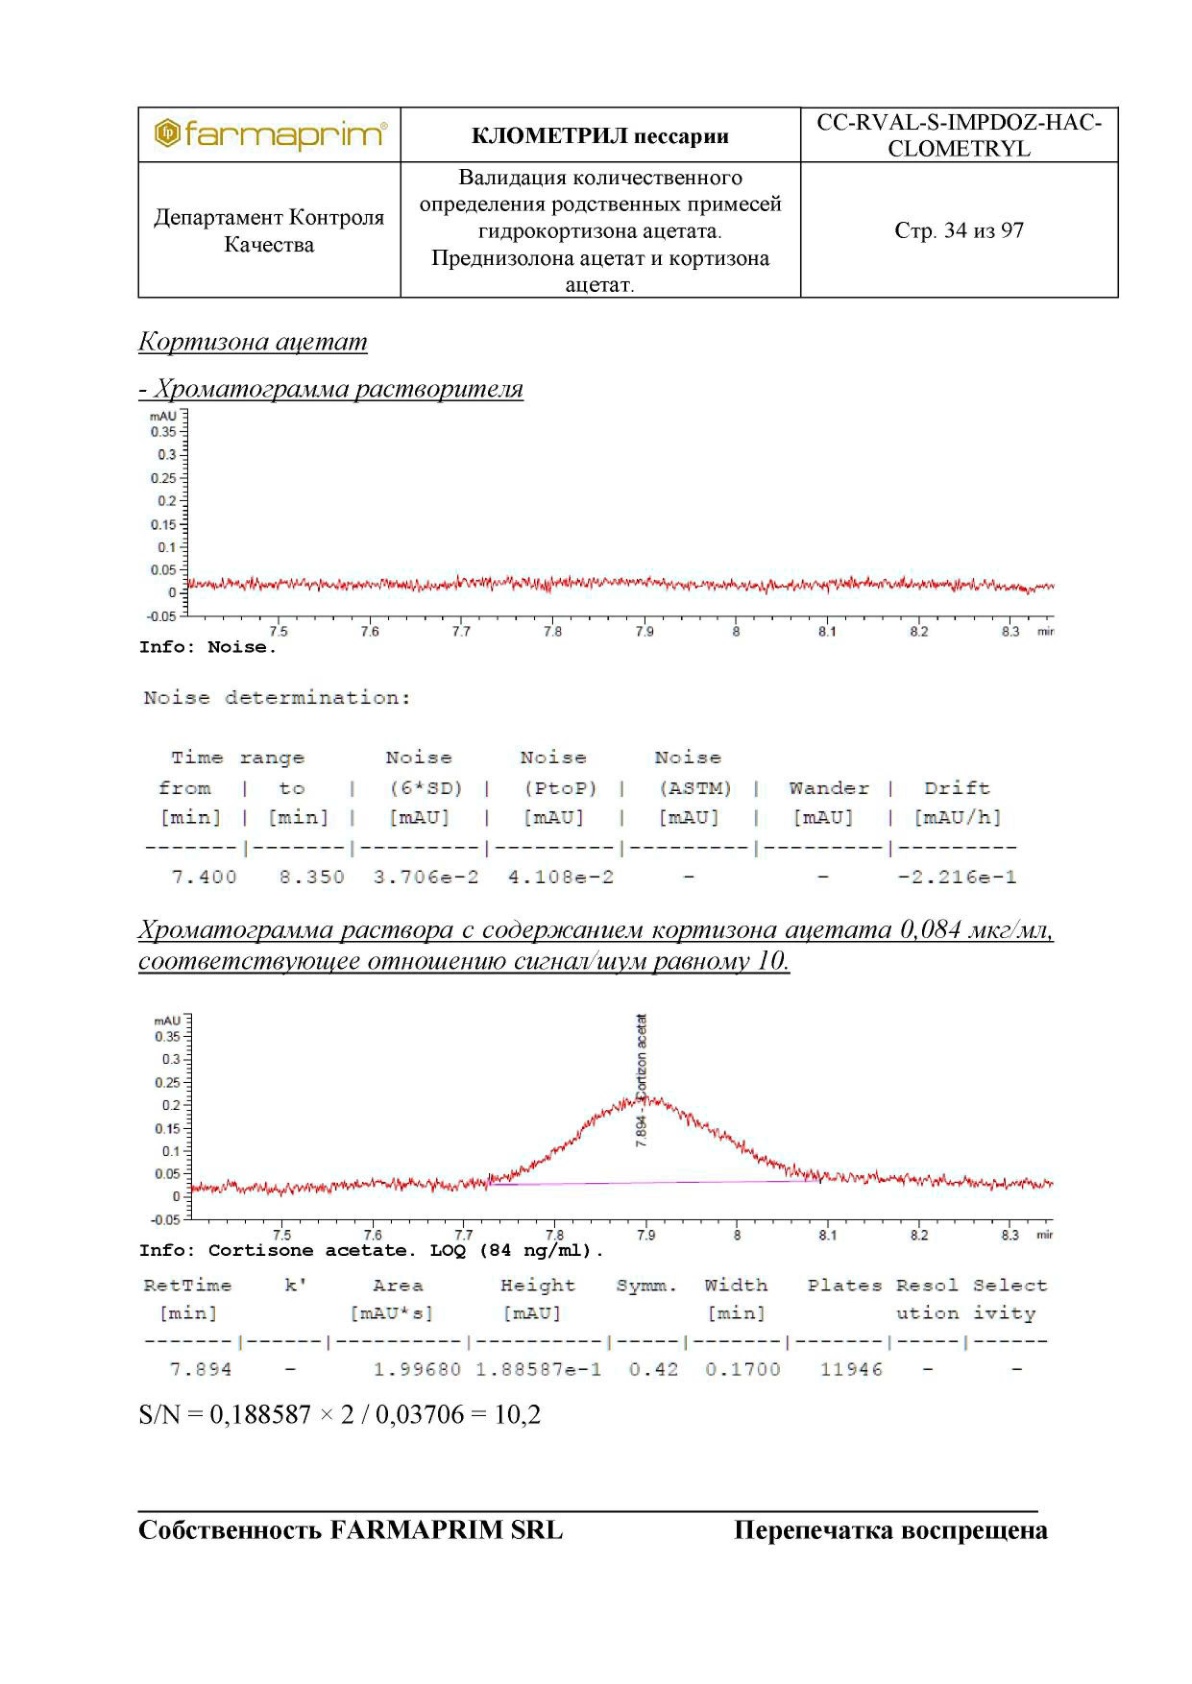 farmaprim®
КЛОМЕТРИЛ пессарии
CC-RVAL-S-IMPDOZ-HAC-
CLOMETRYL
Департамент Контроля
Качества
Валидация количественного
определения родственных примесей
гидрокортизона ацетата.
Преднизолона ацетат и кортизона
ацетат.
Стр. 34 из 97
Кортизона ацетат
- Хроматограмма растворителя
mAU
0.35
0.3
0.25
0.2
0.15
0.1
0.05
0
-0.05
7.5 7.6 7.7 7.8 7.9 8 8.1 8.2 8.3 mir
Info: Noise.
Noise determination:
Time range Noise Noise Noise
from | to | (6*SD) | (PtoP) | (ASTM) | Wander | Drift
[min] | [min] | [mAU] | [mAU] | [mAU] | [mAU] | [mAU/h]
-------|-------|---------|---------|---------|---------|---------
7.400 8.350 3.706e-2 4.108e-2 - - -2.216e-1
Хроматограмма раствора с содержанием кортизона ацетата 0,084 мкг/мл,
соответствующее отношению сигнал/шум равному 10.
mAU
0.35
0.3
0.25
0.2
0.15
0.1
0.05
0
-0.05
7.894 - Cortizon acetat
7.5 7.6 7.7 7.8 7.9 8 8.1 8.2 8.3 mir
Info: Cortisone acetate. LOQ (84 ng/ml).
RetTime k' Area Height Symm. Width Plates Resol Select
[min] [mAU*s] [mAU] [min] ution ivity
-------|------|----------|----------|-----|-------|-------|-----|------
7.894 - 1.99680 1.88587e-1 0.42 0.1700 11946 - -
S/N = 0,188587 × 2 / 0,03706 = 10,2
Собственность FARMAPRIM SRL Перепечатка воспрещена